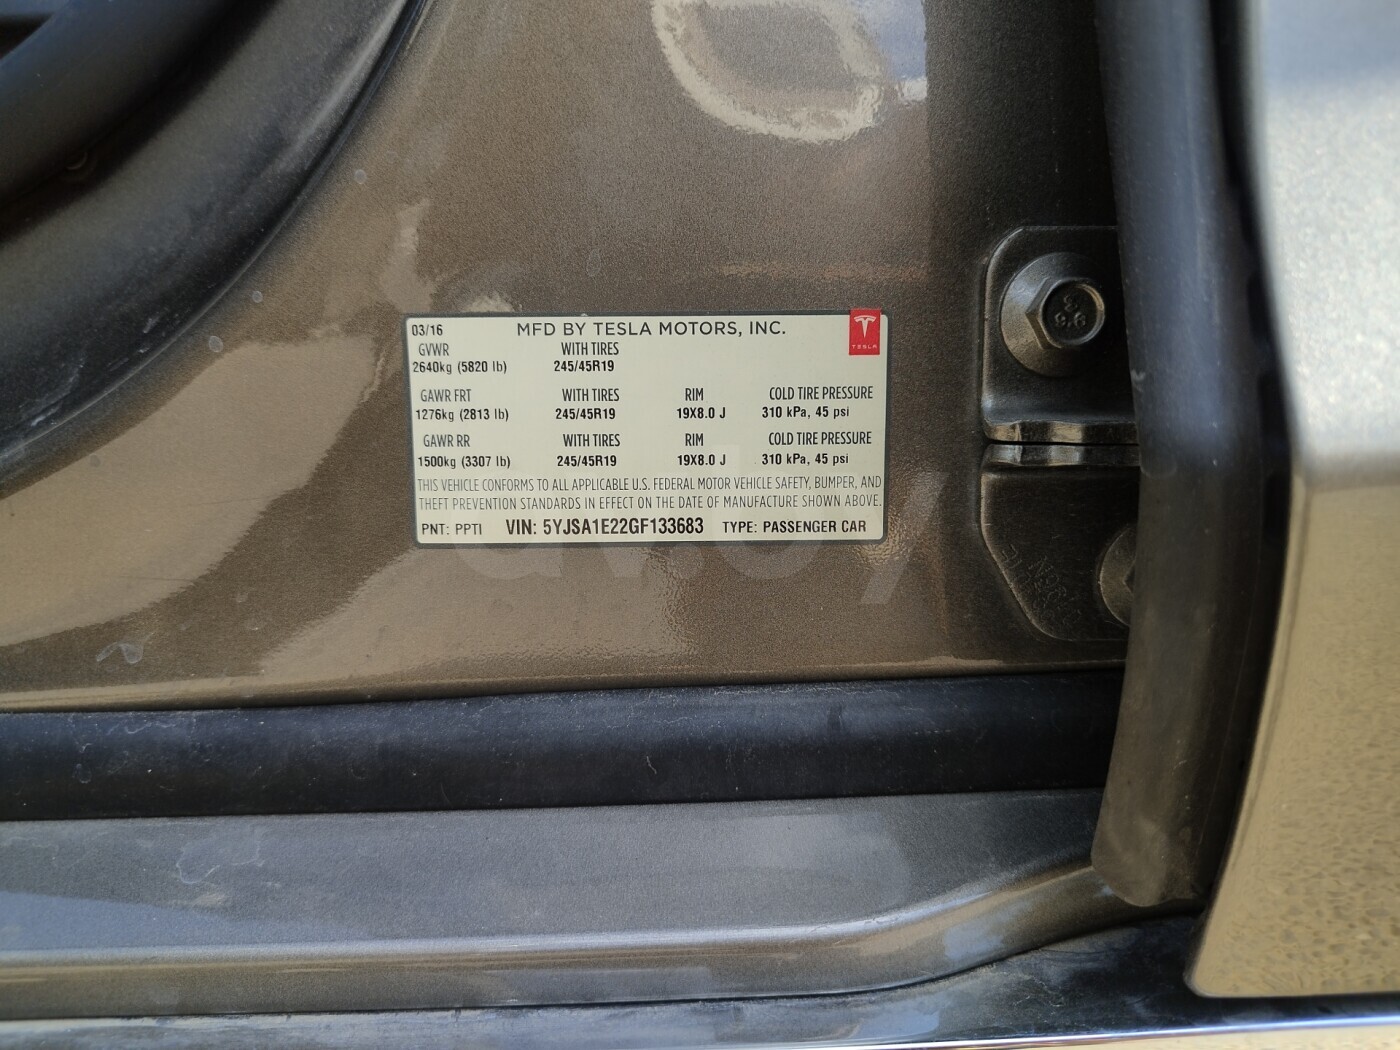 03/16 MFD BY TESLA MOTORS, INC.
TESLA
GVWR WITH TIRES
2640kg (5820 lb) 245/45R19
GAWR FRT WITH TIRES RIM COLD TIRE PRESSURE
1276kg (2813 lb) 245/45R19 19X8.0 J 310 kPa, 45 psi
GAWR RR WITH TIRES RIM COLD TIRE PRESSURE
1500kg (3307 lb) 245/45R19 19X8.0 J 310 kPa, 45 psi
THIS VEHICLE CONFORMS TO ALL APPLICABLE U.S. FEDERAL MOTOR VEHICLE SAFETY, BUMPER, AND
THEFT PREVENTION STANDARDS IN EFFECT ON THE DATE OF MANUFACTURE SHOWN ABOVE.
PNT: PPTI VIN: 5YJSA1E22GF133683 TYPE: PASSENGER CAR
av.by